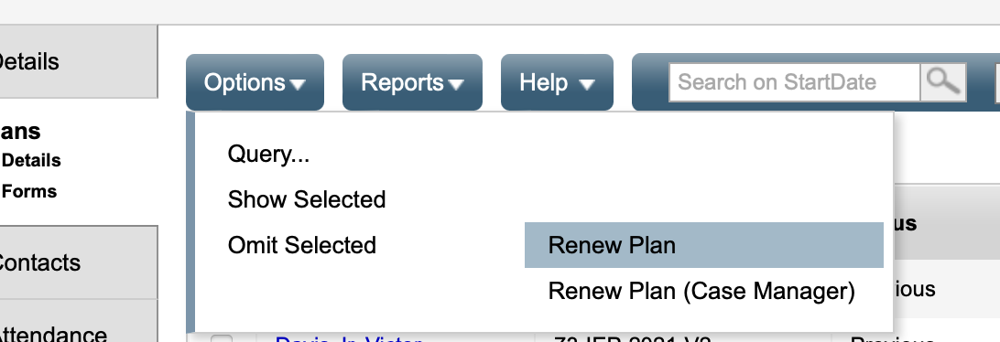 Details
Options
Reports
Help
Search on StartDate
ans
Details
Forms
Query...
Show Selected
Omit Selected
Renew Plan
Renew Plan (Case Manager)
us
ious
Contacts
Attendance